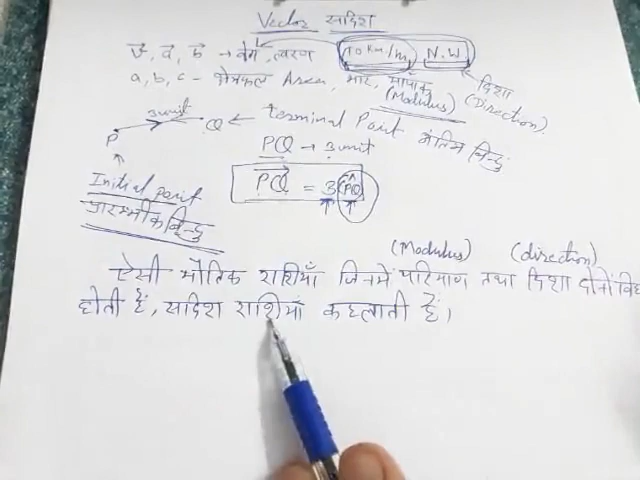 Vector सदिश
v, a, b → वेग, त्वरण 10 Km/hr N.W
a, b, c - क्षेत्रफल Area, भार, मापांक दिशा
(Modulus) (Direction)
3 unit
P Q ← Terminal Point अंतिम बिन्दु
PQ → 3 unit
PQ = 3 PQ
Initial point
प्रारम्भीक बिन्दु
(Modulus) (direction)
ऐसी भौतिक राशियाँ जिनमें परिमाण तथा दिशा दोनों
होती हैं, सदिश राशियां कहलाती हैं।